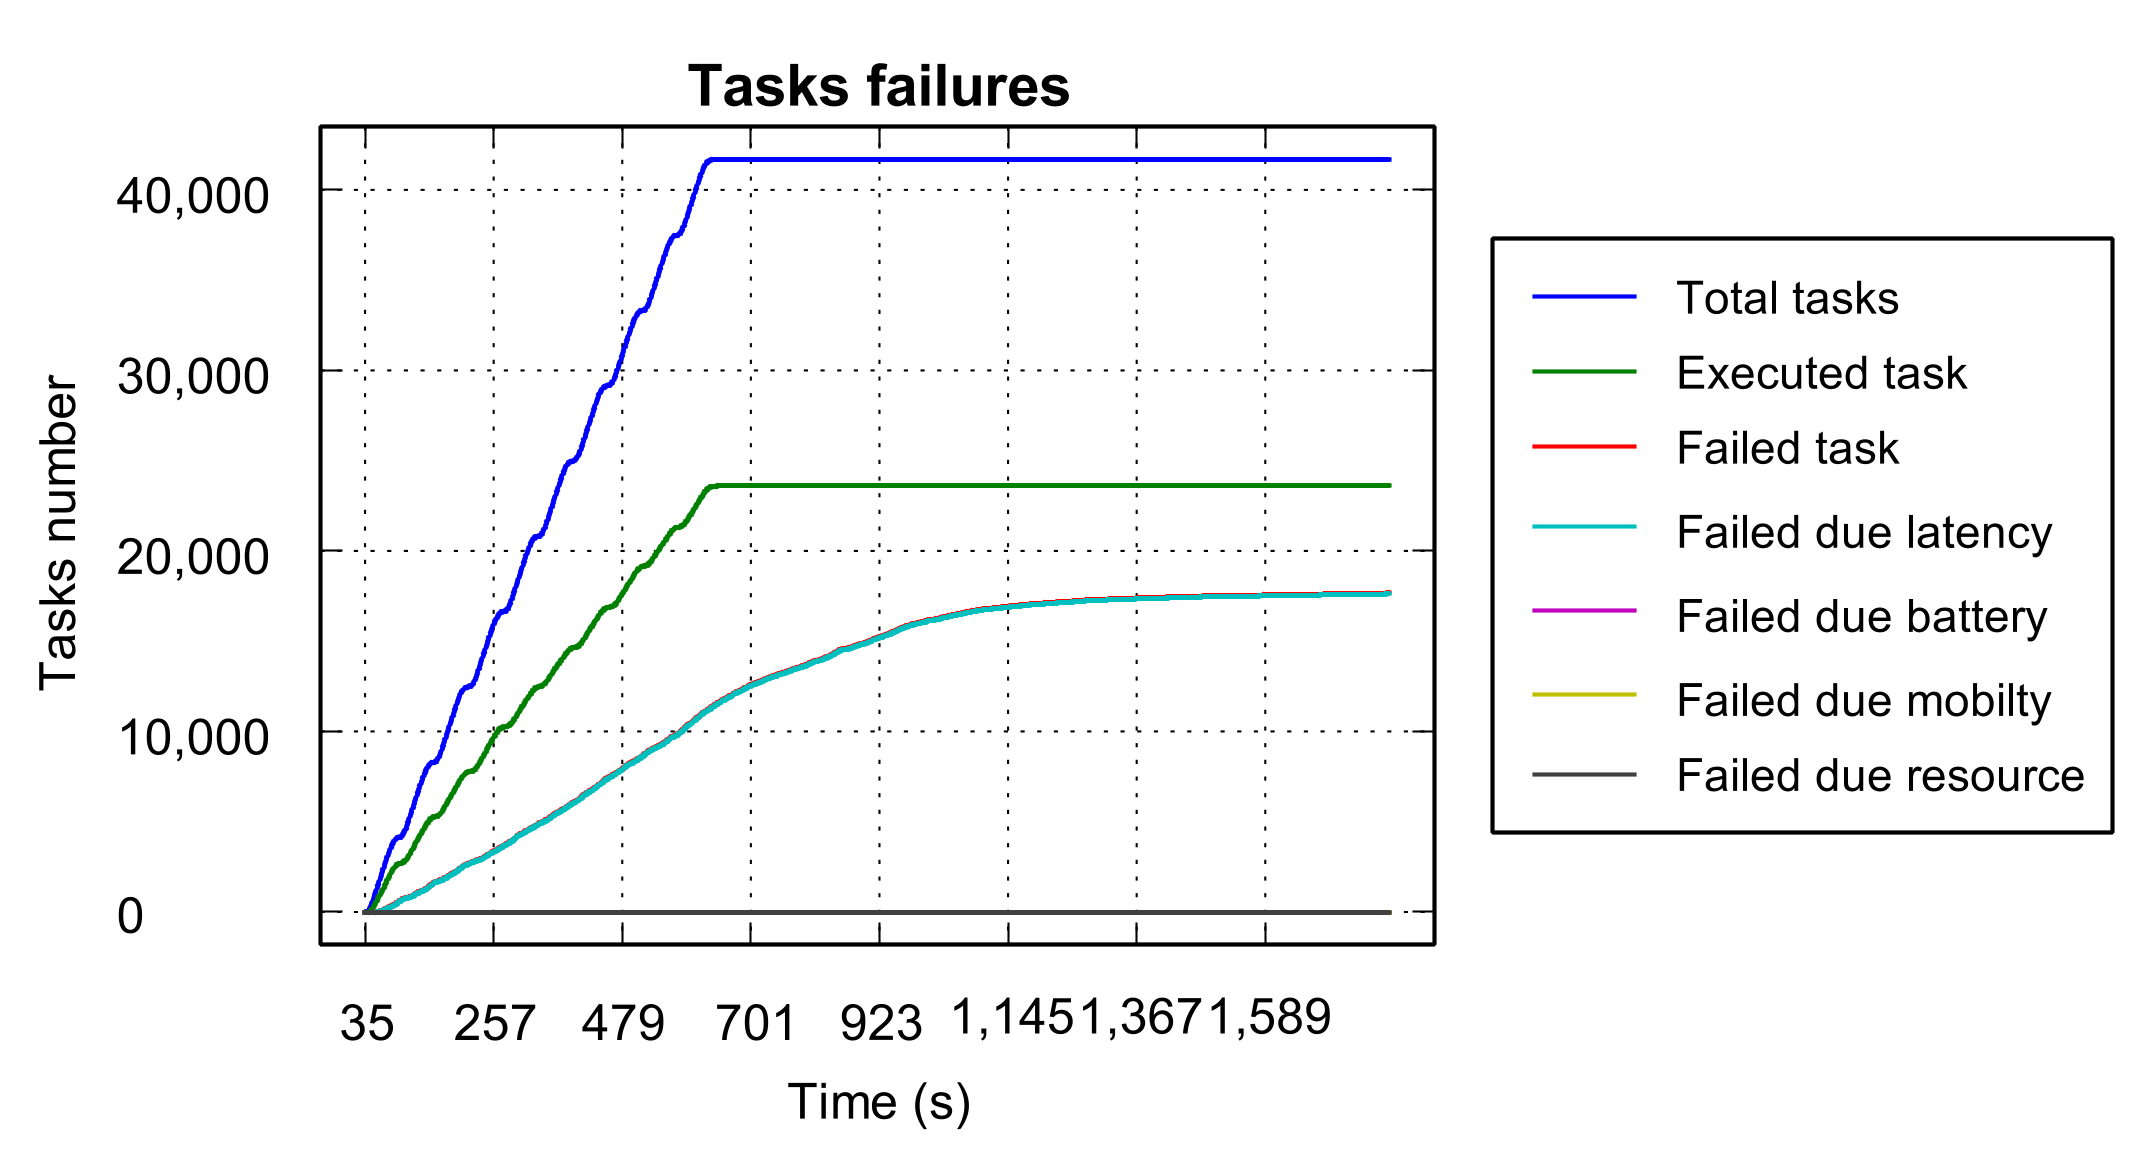 Tasks failures
40,000
30,000
20,000
10,000
0
Tasks number
35 257 479 701 923 1,145 1,367 1,589
Time (s)
Total tasks
Executed task
Failed task
Failed due latency
Failed due battery
Failed due mobilty
Failed due resource